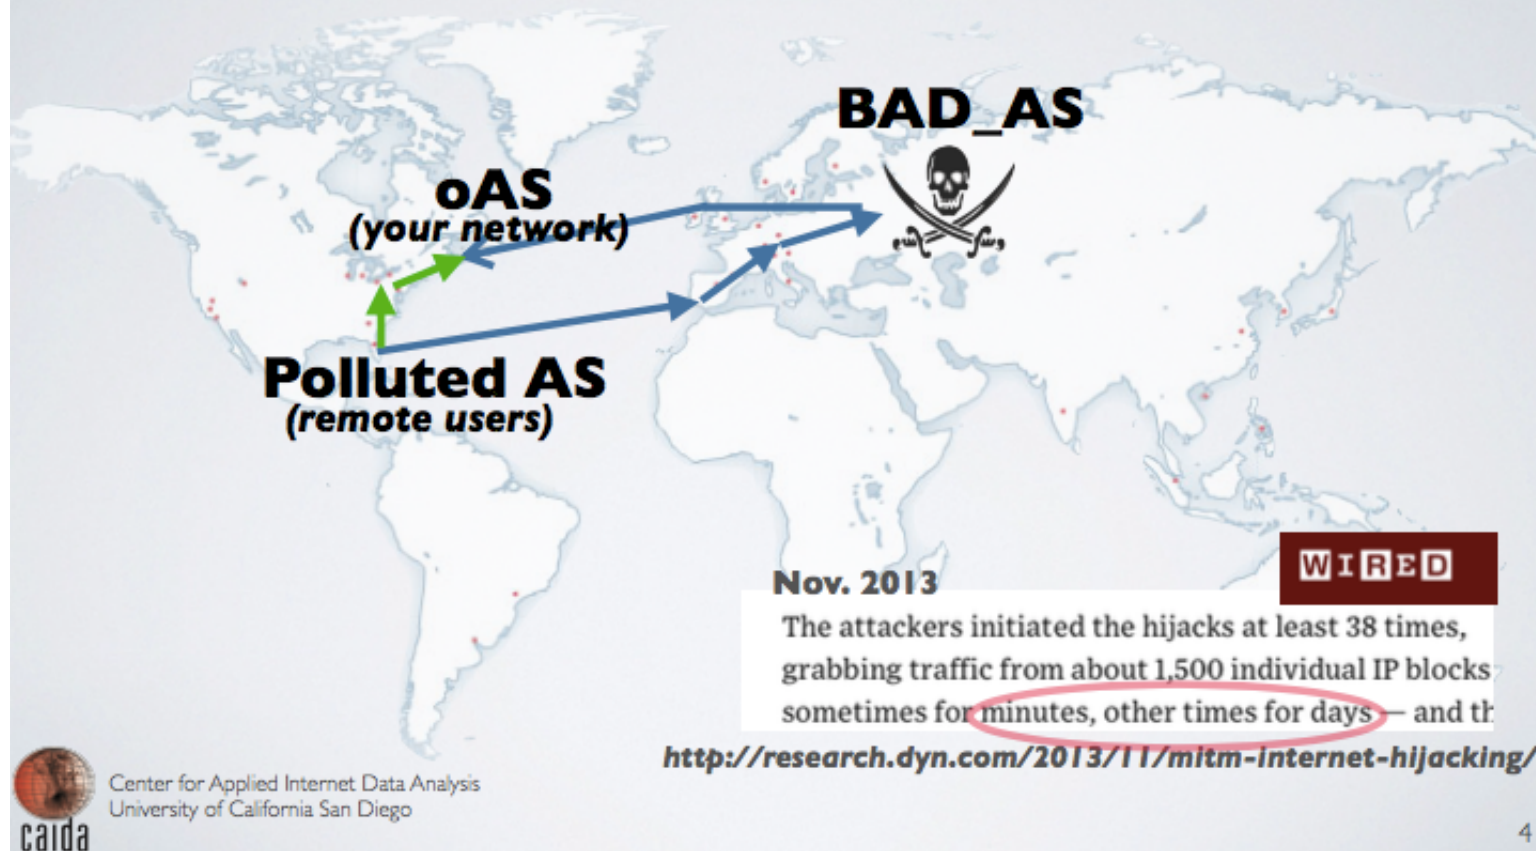 BAD_AS
oAS
(your network)
Polluted AS
(remote users)
WIRED
Nov. 2013
The attackers initiated the hijacks at least 38 times,
grabbing traffic from about 1,500 individual IP blocks
sometimes for minutes, other times for days — and th
http://research.dyn.com/2013/11/mitm-internet-hijacking/
Center for Applied Internet Data Analysis
University of California San Diego
caida
4